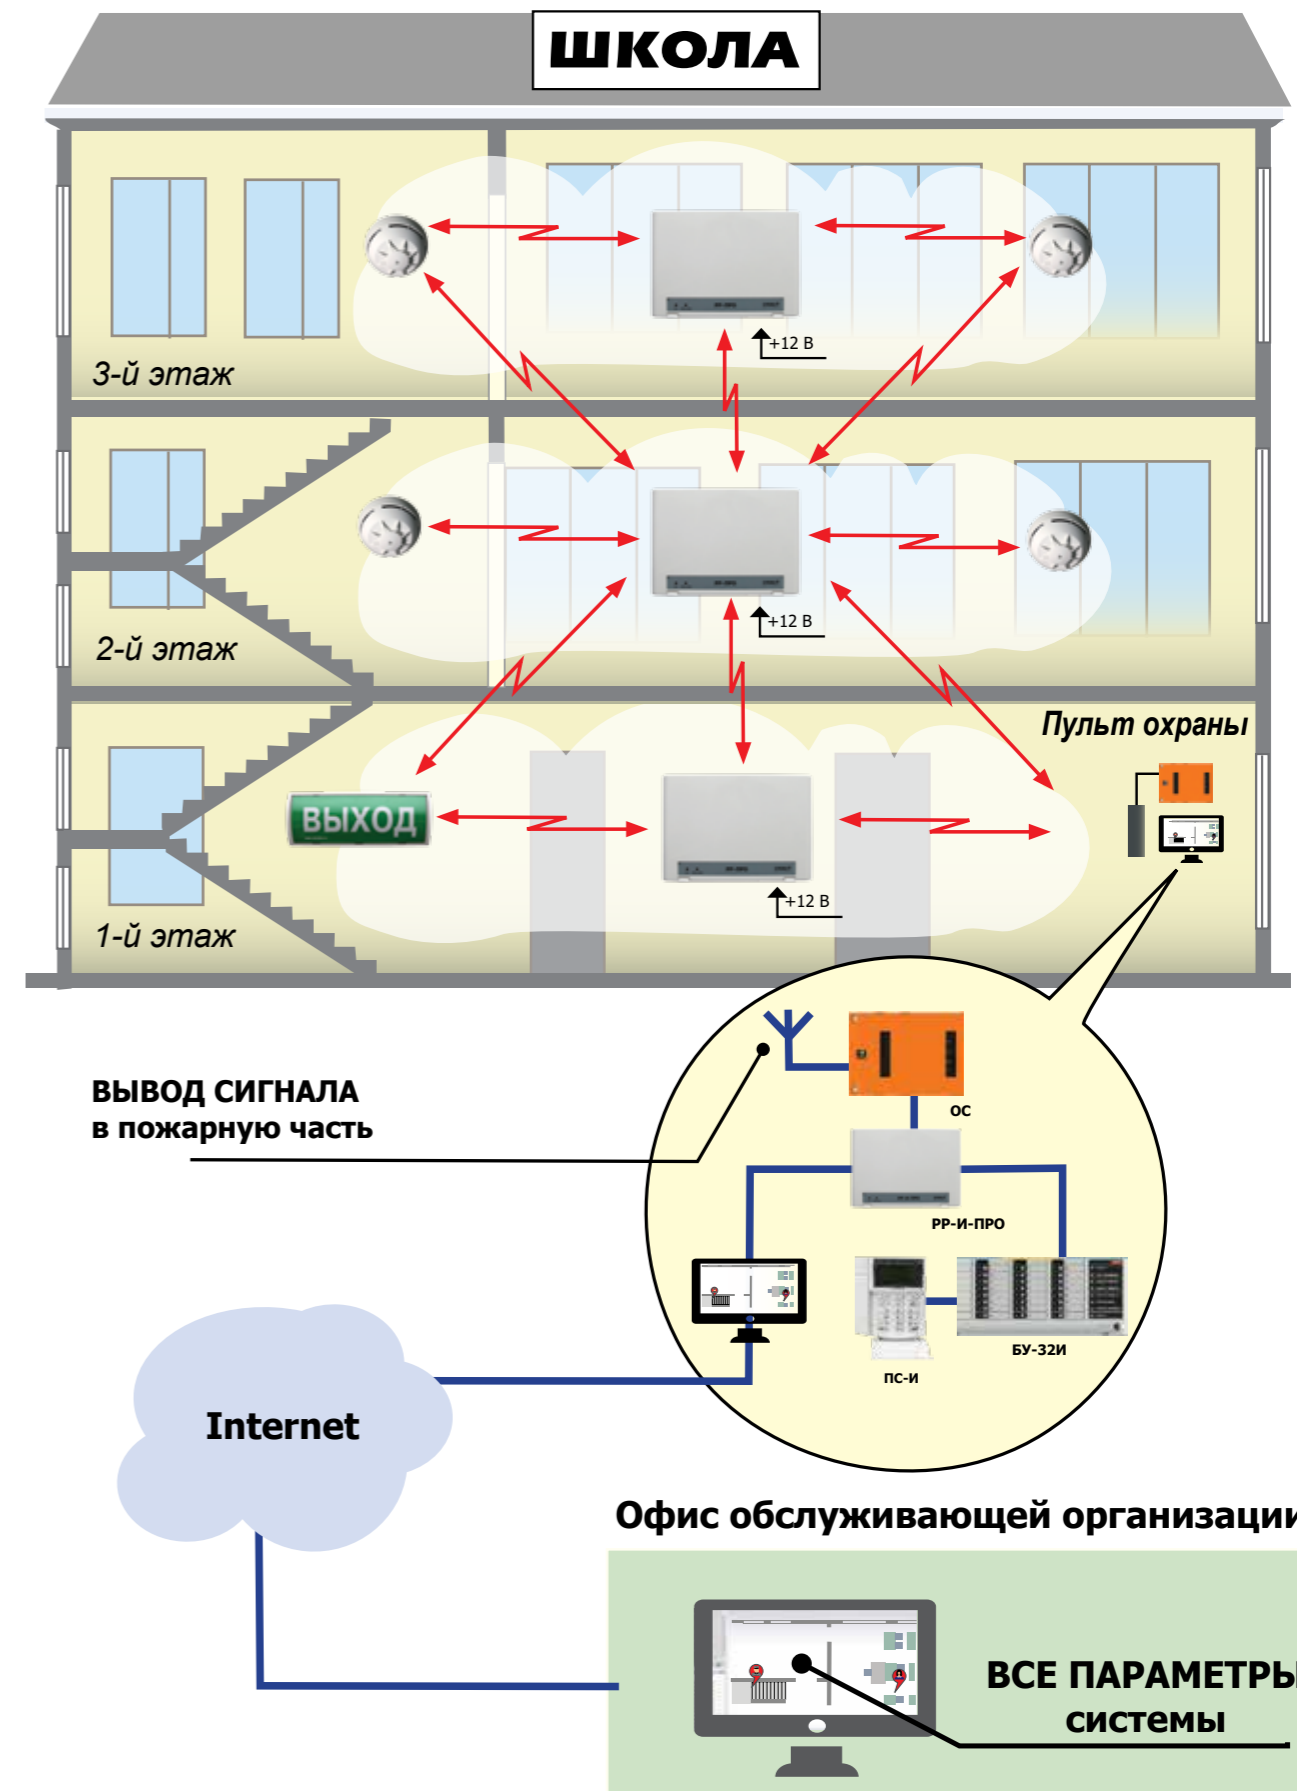 ШКОЛА
+12 В
3-й этаж
+12 В
2-й этаж
Пульт охраны
ВЫХОД
+12 В
1-й этаж
ВЫВОД СИГНАЛА
в пожарную часть
ОС
РР-И-ПРО
БУ-32И
ПС-И
Internet
Офис обслуживающей организации
ВСЕ ПАРАМЕТРЫ
системы